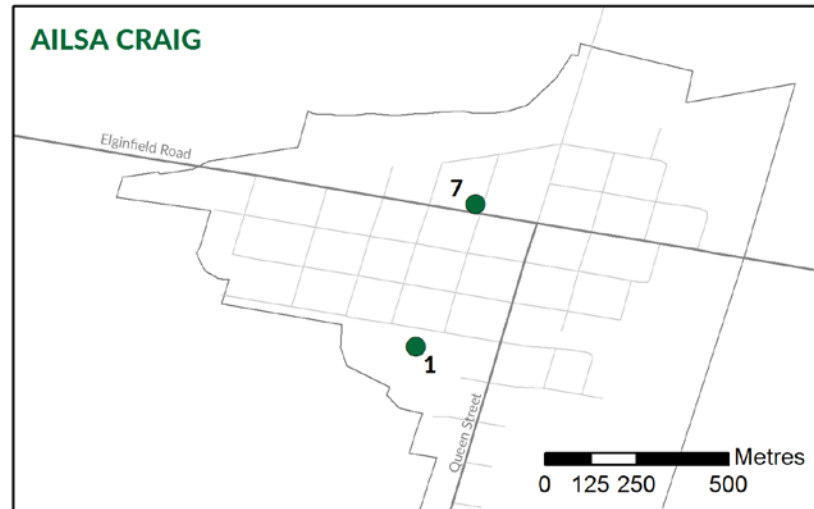 AILSA CRAIG
Elginfield Road
7
1
Queen Street
Metres
0 125 250 500